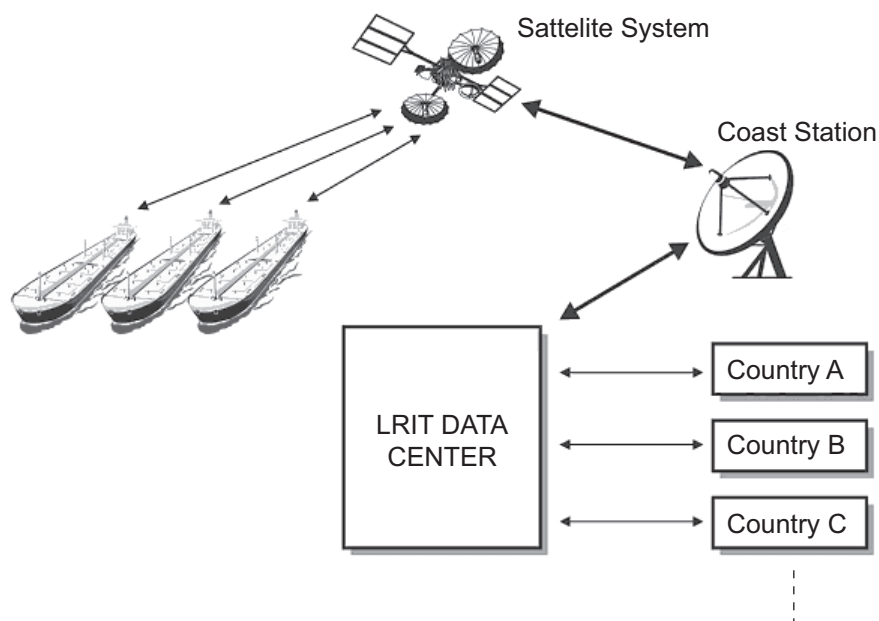 Sattelite System
Coast Station
LRIT DATA
CENTER
Country A
Country B
Country C